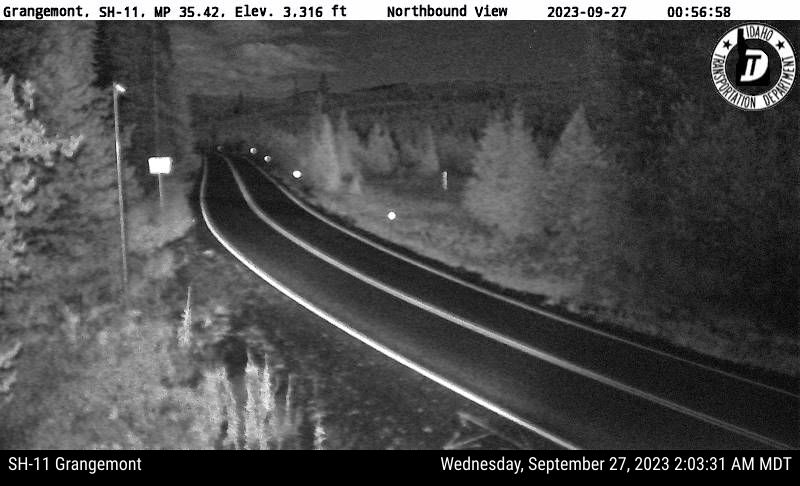 Grangemont, SH-11, MP 35.42, Elev. 3,316 ft Northbound View 2023-09-27 00:56:58
IDAHO
TRANSPORTATION DEPARTMENT
SH-11 Grangemont Wednesday, September 27, 2023 2:03:31 AM MDT